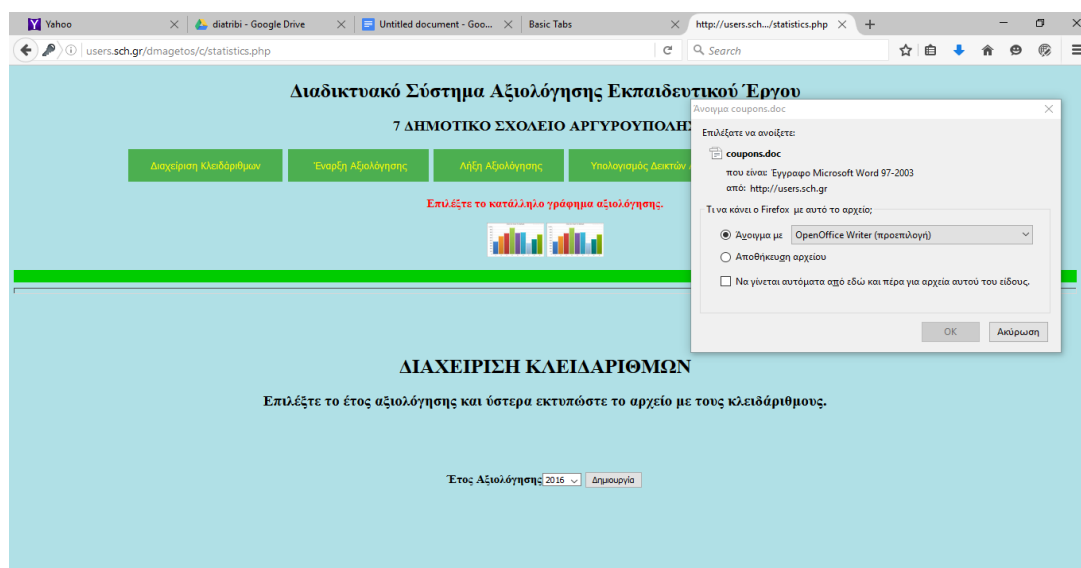 Yahoo
diatribi - Google Drive
Untitled document - Goo...
Basic Tabs
http://users.sch.../statistics.php
users.sch.gr/dmagetos/c/statistics.php
Search
Διαδικτυακό Σύστημα Αξιολόγησης Εκπαιδευτικού Έργου
7 ΔΗΜΟΤΙΚΟ ΣΧΟΛΕΙΟ ΑΡΓΥΡΟΥΠΟΛΗΣ
Διαχείριση Κλειδάριθμων
Έναρξη Αξιολόγησης
Λήξη Αξιολόγησης
Υπολογισμός Δεικτών
Επιλέξτε το κατάλληλο γράφημα αξιολόγησης.
Άνοιγμα coupons.doc
Επιλέξατε να ανοίξετε:
coupons.doc
που είναι: Έγγραφο Microsoft Word 97-2003
από: http://users.sch.gr
Τι να κάνει ο Firefox με αυτό το αρχείο;
Άνοιγμα με OpenOffice Writer (προεπιλογή)
Αποθήκευση αρχείου
Να γίνεται αυτόματα από εδώ και πέρα για αρχεία αυτού του είδους.
OK
Ακύρωση
ΔΙΑΧΕΙΡΙΣΗ ΚΛΕΙΔΑΡΙΘΜΩΝ
Επιλέξτε το έτος αξιολόγησης και ύστερα εκτυπώστε το αρχείο με τους κλειδάριθμους.
Έτος Αξιολόγησης 2016 Δημιουργία